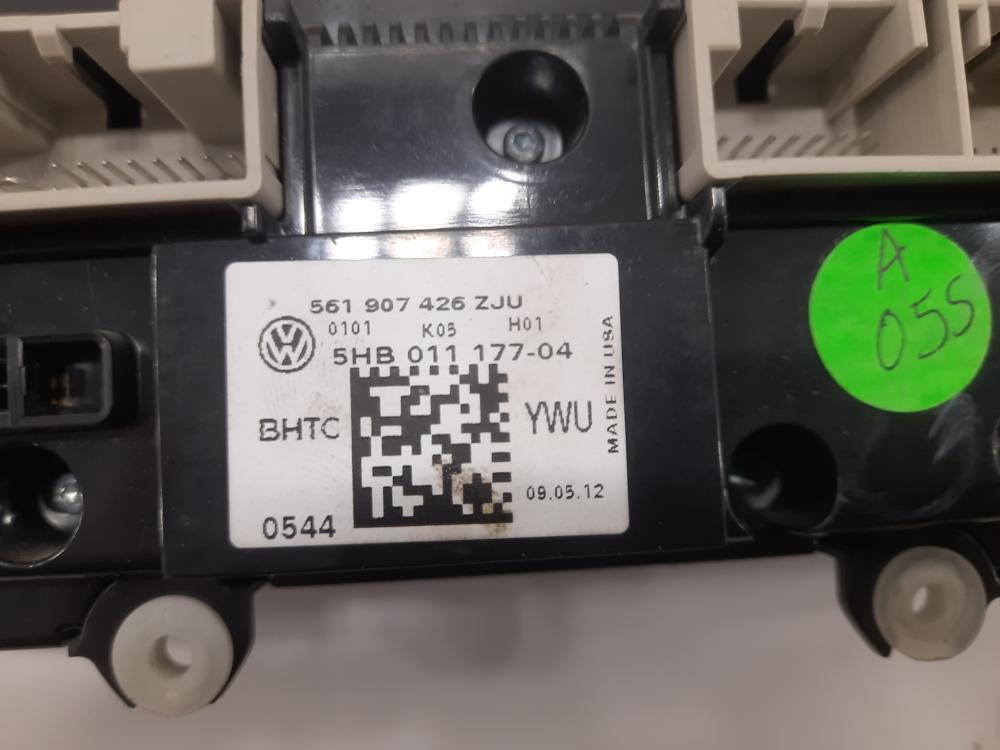 561 907 426 ZJU
0101 K05 H01
5HB 011 177-04
BHTC
YWU
MADE IN USA
09.05.12
0544
A
055